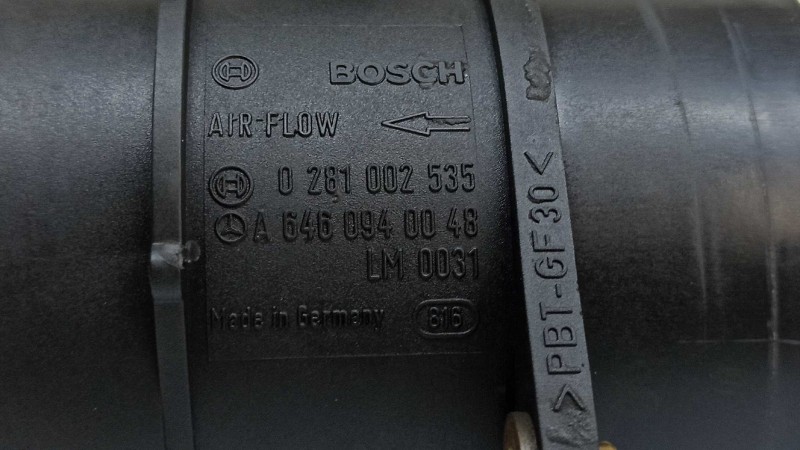 BOSCH
AIR-FLOW
0 281 002 535
A 646 094 00 48
LM 0031
Made in Germany 816
>PBT-GF30<